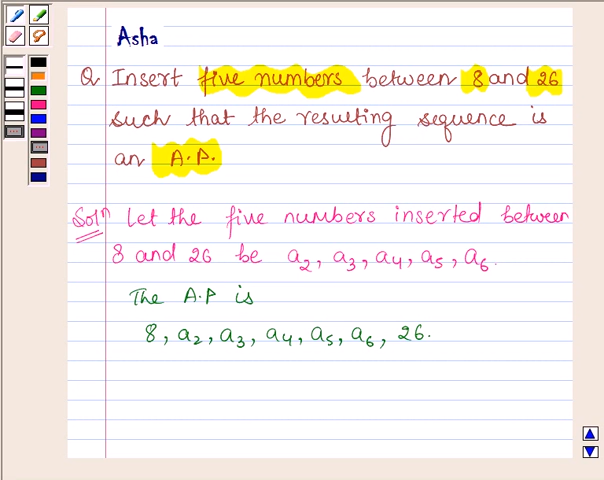 Asha
Q Insert five numbers between 8 and 26
such that the resulting sequence is
an A.P.
Solⁿ Let the five numbers inserted between
8 and 26 be a₂, a₃, a₄, a₅, a₆.
The A.P is
8, a₂, a₃, a₄, a₅, a₆, 26.